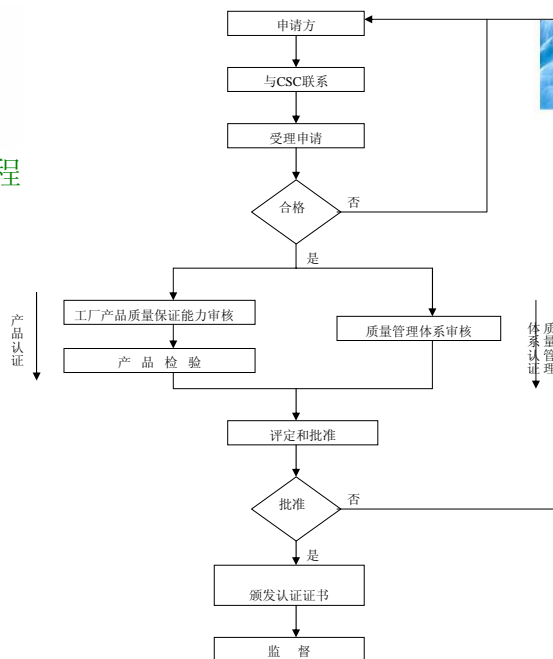 申请方
与CSC联系
受理申请
程
合格
否
是
工厂产品质量保证能力审核
质量管理体系审核
产品认证
产 品 检 验
质量管理
体系认证
评定和批准
批准
否
是
颁发认证证书
监 督